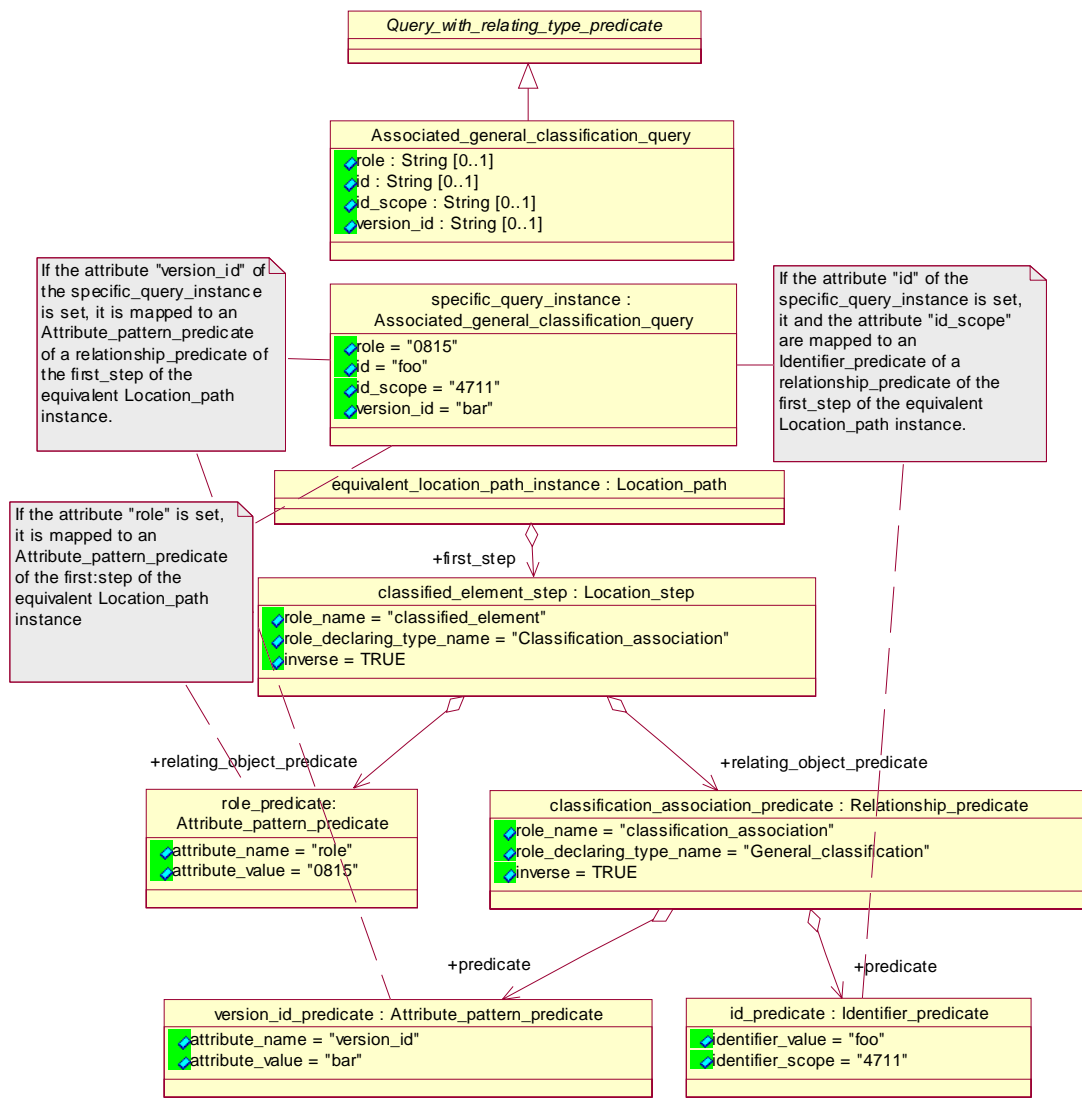 Query_with_relating_type_predicate
Associated_general_classification_query
role : String [0..1]
id : String [0..1]
id_scope : String [0..1]
version_id : String [0..1]
If the attribute "version_id" of
the specific_query_instance
is set, it is mapped to an
Attribute_pattern_predicate
of a relationship_predicate of
the first_step of the
equivalent Location_path
instance.
specific_query_instance :
Associated_general_classification_query
role = "0815"
id = "foo"
id_scope = "4711"
version_id = "bar"
If the attribute "id" of the
specific_query_instance is set,
it and the attribute "id_scope"
are mapped to an
Identifier_predicate of a
relationship_predicate of the
first_step of the equivalent
Location_path instance.
equivalent_location_path_instance : Location_path
If the attribute "role" is set,
it is mapped to an
Attribute_pattern_predicate
of the first:step of the
equivalent Location_path
instance
+first_step
classified_element_step : Location_step
role_name = "classified_element"
role_declaring_type_name = "Classification_association"
inverse = TRUE
+relating_object_predicate
+relating_object_predicate
role_predicate:
Attribute_pattern_predicate
attribute_name = "role"
attribute_value = "0815"
classification_association_predicate : Relationship_predicate
role_name = "classification_association"
role_declaring_type_name = "General_classification"
inverse = TRUE
+predicate
+predicate
version_id_predicate : Attribute_pattern_predicate
attribute_name = "version_id"
attribute_value = "bar"
id_predicate : Identifier_predicate
identifier_value = "foo"
identifier_scope = "4711"